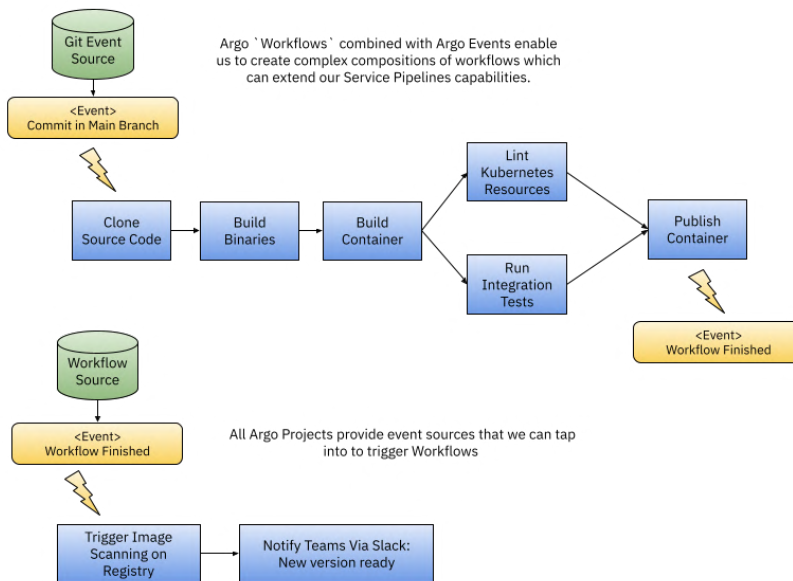 Git Event
Source
Argo `Workflows` combined with Argo Events enable
us to create complex compositions of workflows which
can extend our Service Pipelines capabilities.
<Event>
Commit in Main Branch
Clone
Source Code
Build
Binaries
Build
Container
Lint
Kubernetes
Resources
Run
Integration
Tests
Publish
Container
<Event>
Workflow Finished
Workflow
Source
<Event>
Workflow Finished
All Argo Projects provide event sources that we can tap
into to trigger Workflows
Trigger Image
Scanning on
Registry
Notify Teams Via Slack:
New version ready